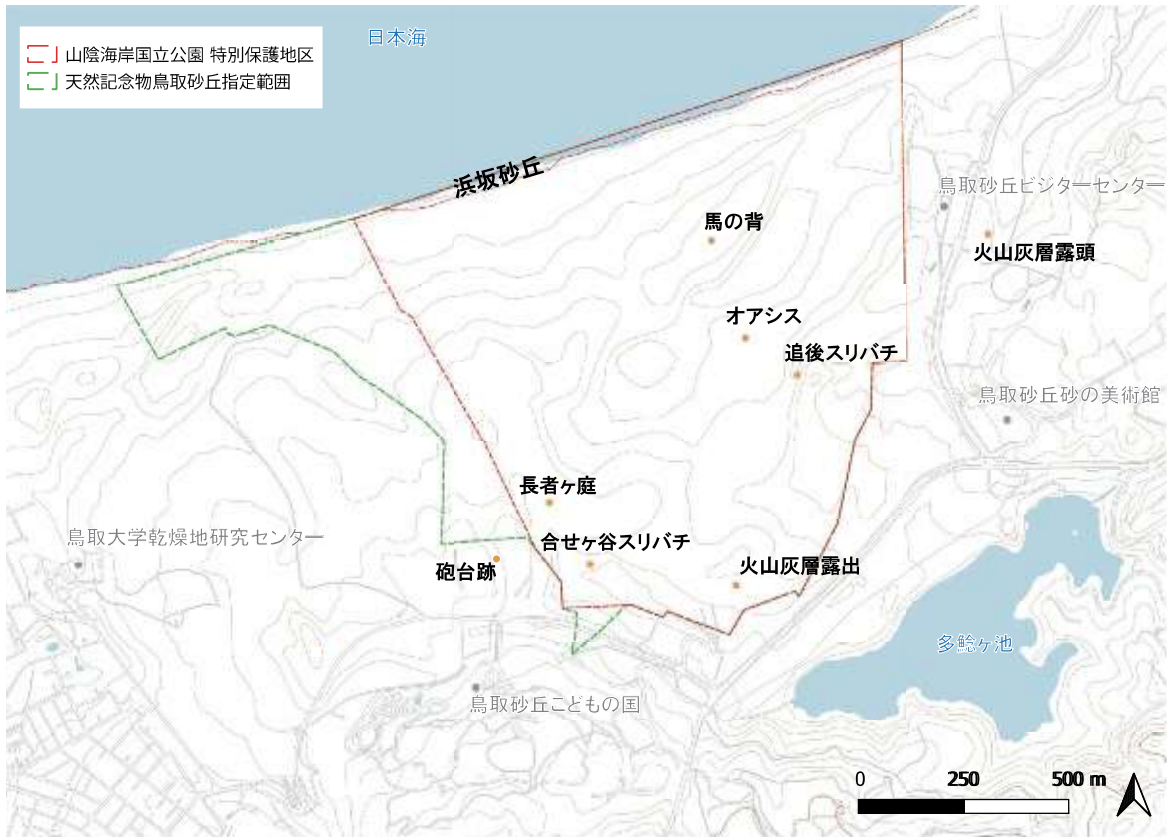 山陰海岸国立公園 特別保護地区
天然記念物鳥取砂丘指定範囲
日本海
浜坂砂丘
鳥取砂丘ビジターセンター
馬の背
火山灰層露頭
オアシス
追後スリバチ
鳥取砂丘砂の美術館
長者ヶ庭
鳥取大学乾燥地研究センター
合せヶ谷スリバチ
砲台跡
火山灰層露出
多鯰ヶ池
鳥取砂丘こどもの国
0 250 500 m